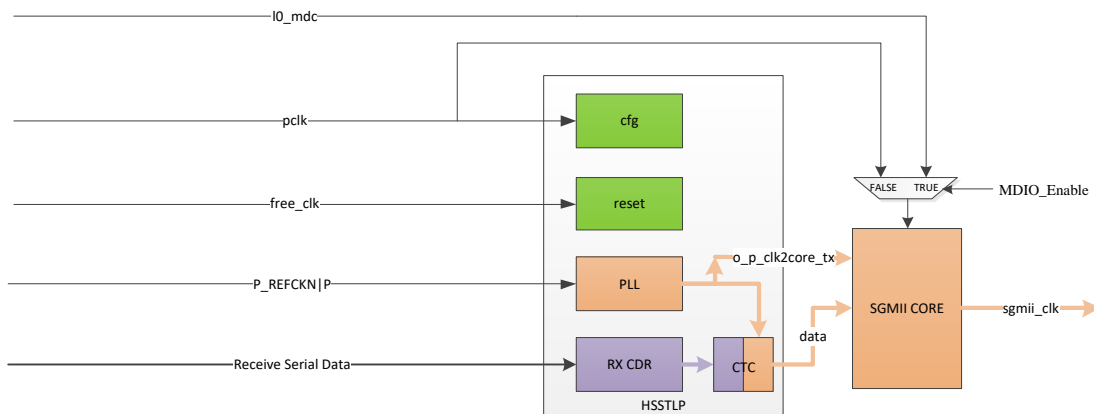 l0_mdc
pclk
cfg
FALSE TRUE
MDIO_Enable
free_clk
reset
o_p_clk2core_tx
P_REFCKN|P
PLL
SGMII CORE
sgmii_clk
data
Receive Serial Data
RX CDR
CTC
HSSTLP